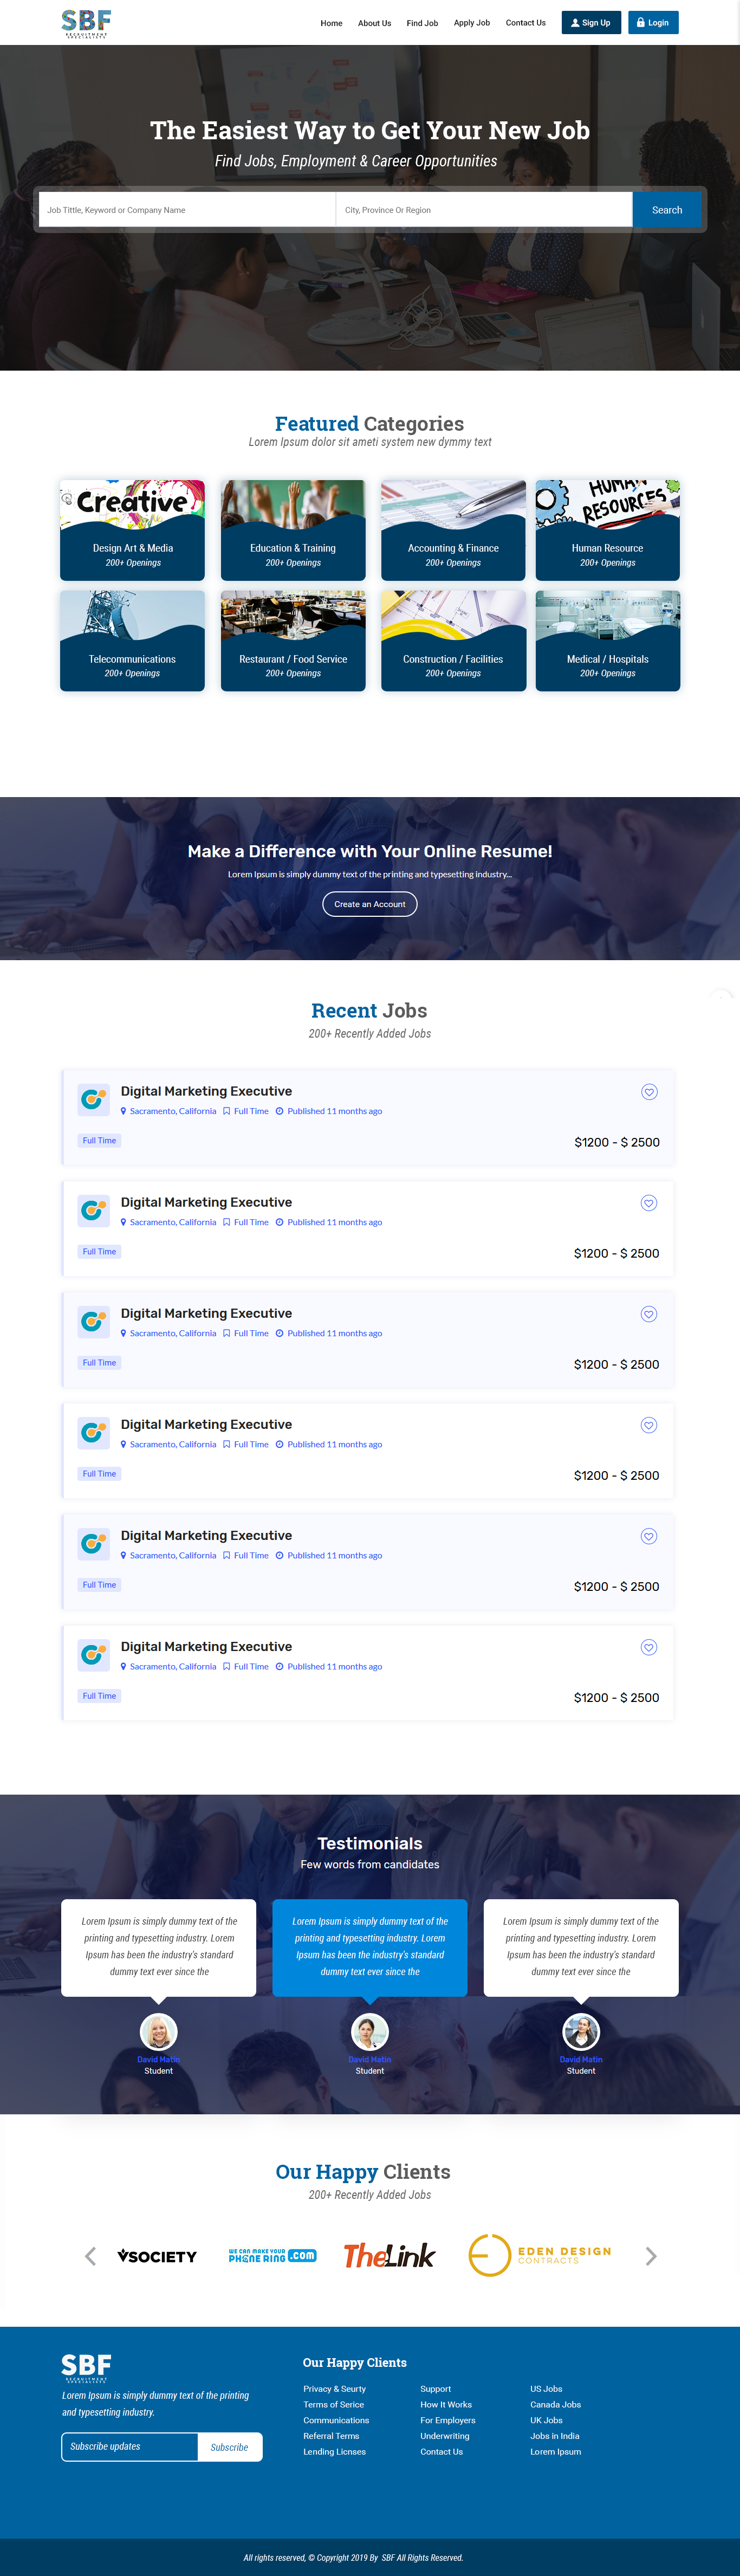 SBF
RECRUITMENT
SPECIALISTS
Home About Us Find Job Apply Job Contact Us Sign Up Login
The Easiest Way to Get Your New Job
Find Jobs, Employment & Career Opportunities
Job Tittle, Keyword or Company Name City, Province Or Region Search
Featured Categories
Lorem Ipsum dolor sit ameti system new dymmy text
Creative
HUMAN
RESOURCES
Design Art & Media Education & Training Accounting & Finance Human Resource
200+ Openings 200+ Openings 200+ Openings 200+ Openings
Telecommunications Restaurant / Food Service Construction / Facilities Medical / Hospitals
200+ Openings 200+ Openings 200+ Openings 200+ Openings
Make a Difference with Your Online Resume!
Lorem Ipsum is simply dummy text of the printing and typesetting industry...
Create an Account
Recent Jobs
200+ Recently Added Jobs
Digital Marketing Executive
Sacramento, California Full Time Published 11 months ago
Full Time $1200 - $ 2500
Digital Marketing Executive
Sacramento, California Full Time Published 11 months ago
Full Time $1200 - $ 2500
Digital Marketing Executive
Sacramento, California Full Time Published 11 months ago
Full Time $1200 - $ 2500
Digital Marketing Executive
Sacramento, California Full Time Published 11 months ago
Full Time $1200 - $ 2500
Digital Marketing Executive
Sacramento, California Full Time Published 11 months ago
Full Time $1200 - $ 2500
Digital Marketing Executive
Sacramento, California Full Time Published 11 months ago
Full Time $1200 - $ 2500
Testimonials
Few words from candidates
Lorem Ipsum is simply dummy text of the
printing and typesetting industry. Lorem
Ipsum has been the industry's standard
dummy text ever since the
David Matin
Student
Lorem Ipsum is simply dummy text of the
printing and typesetting industry. Lorem
Ipsum has been the industry's standard
dummy text ever since the
David Matin
Student
Lorem Ipsum is simply dummy text of the
printing and typesetting industry. Lorem
Ipsum has been the industry's standard
dummy text ever since the
David Matin
Student
Our Happy Clients
200+ Recently Added Jobs
VSOCIETY
WE CAN MAKE YOUR
PHONE RING .COM
TheLink
EDEN DESIGN
CONTRACTS
SBF
RECRUITMENT
SPECIALISTS
Lorem Ipsum is simply dummy text of the printing
and typesetting industry.
Subscribe updates Subscribe
Our Happy Clients
Privacy & Seurty Support US Jobs
Terms of Serice How It Works Canada Jobs
Communications For Employers UK Jobs
Referral Terms Underwriting Jobs in India
Lending Licnses Contact Us Lorem Ipsum
All rights reserved, © Copyright 2019 By SBF All Rights Reserved.